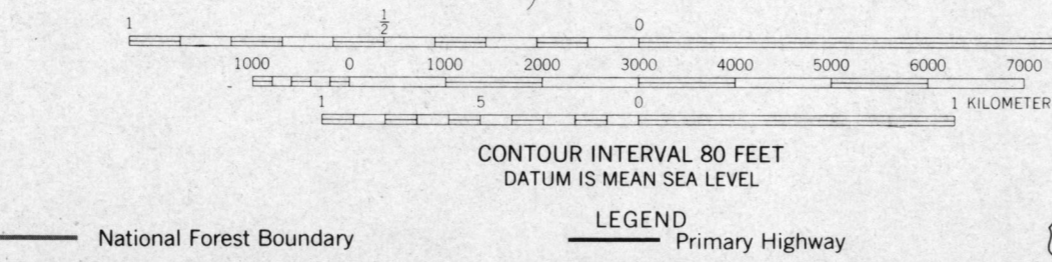 1 1/2 0
1000 0 1000 2000 3000 4000 5000 6000 7000
1 5 0 1 KILOMETER
CONTOUR INTERVAL 80 FEET
DATUM IS MEAN SEA LEVEL
LEGEND
National Forest Boundary Primary Highway